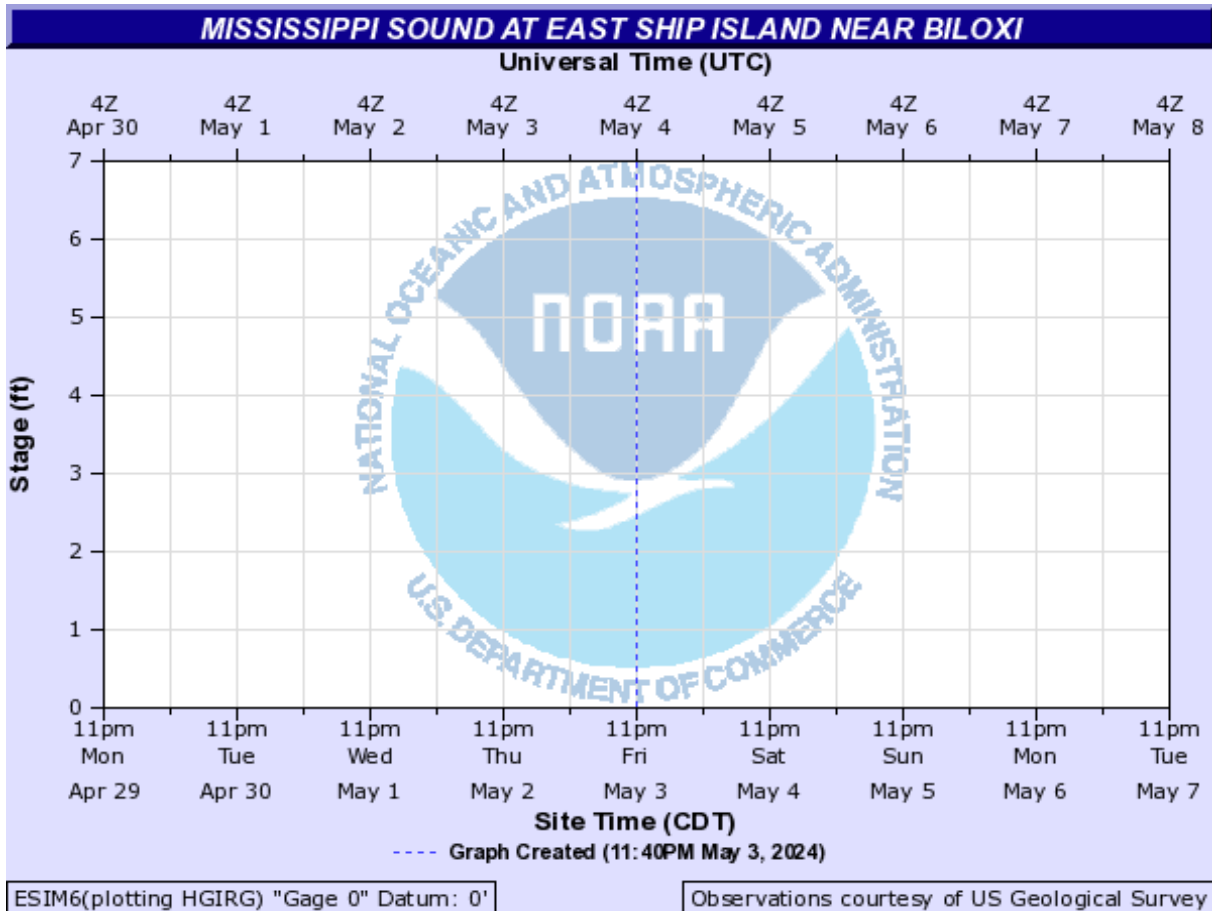 MISSISSIPPI SOUND AT EAST SHIP ISLAND NEAR BILOXI
Universal Time (UTC)
4Z 4Z 4Z 4Z 4Z 4Z 4Z 4Z 4Z
Apr 30 May 1 May 2 May 3 May 4 May 5 May 6 May 7 May 8
7
6
5
4
3
2
1
0
Stage (ft)
NATIONAL OCEANIC AND ATMOSPHERIC ADMINISTRATION
NOAA
U.S. DEPARTMENT OF COMMERCE
11pm 11pm 11pm 11pm 11pm 11pm 11pm 11pm 11pm
Mon Tue Wed Thu Fri Sat Sun Mon Tue
Apr 29 Apr 30 May 1 May 2 May 3 May 4 May 5 May 6 May 7
Site Time (CDT)
---- Graph Created (11:40PM May 3, 2024)
ESIM6(plotting HGIRG) "Gage 0" Datum: 0'
Observations courtesy of US Geological Survey